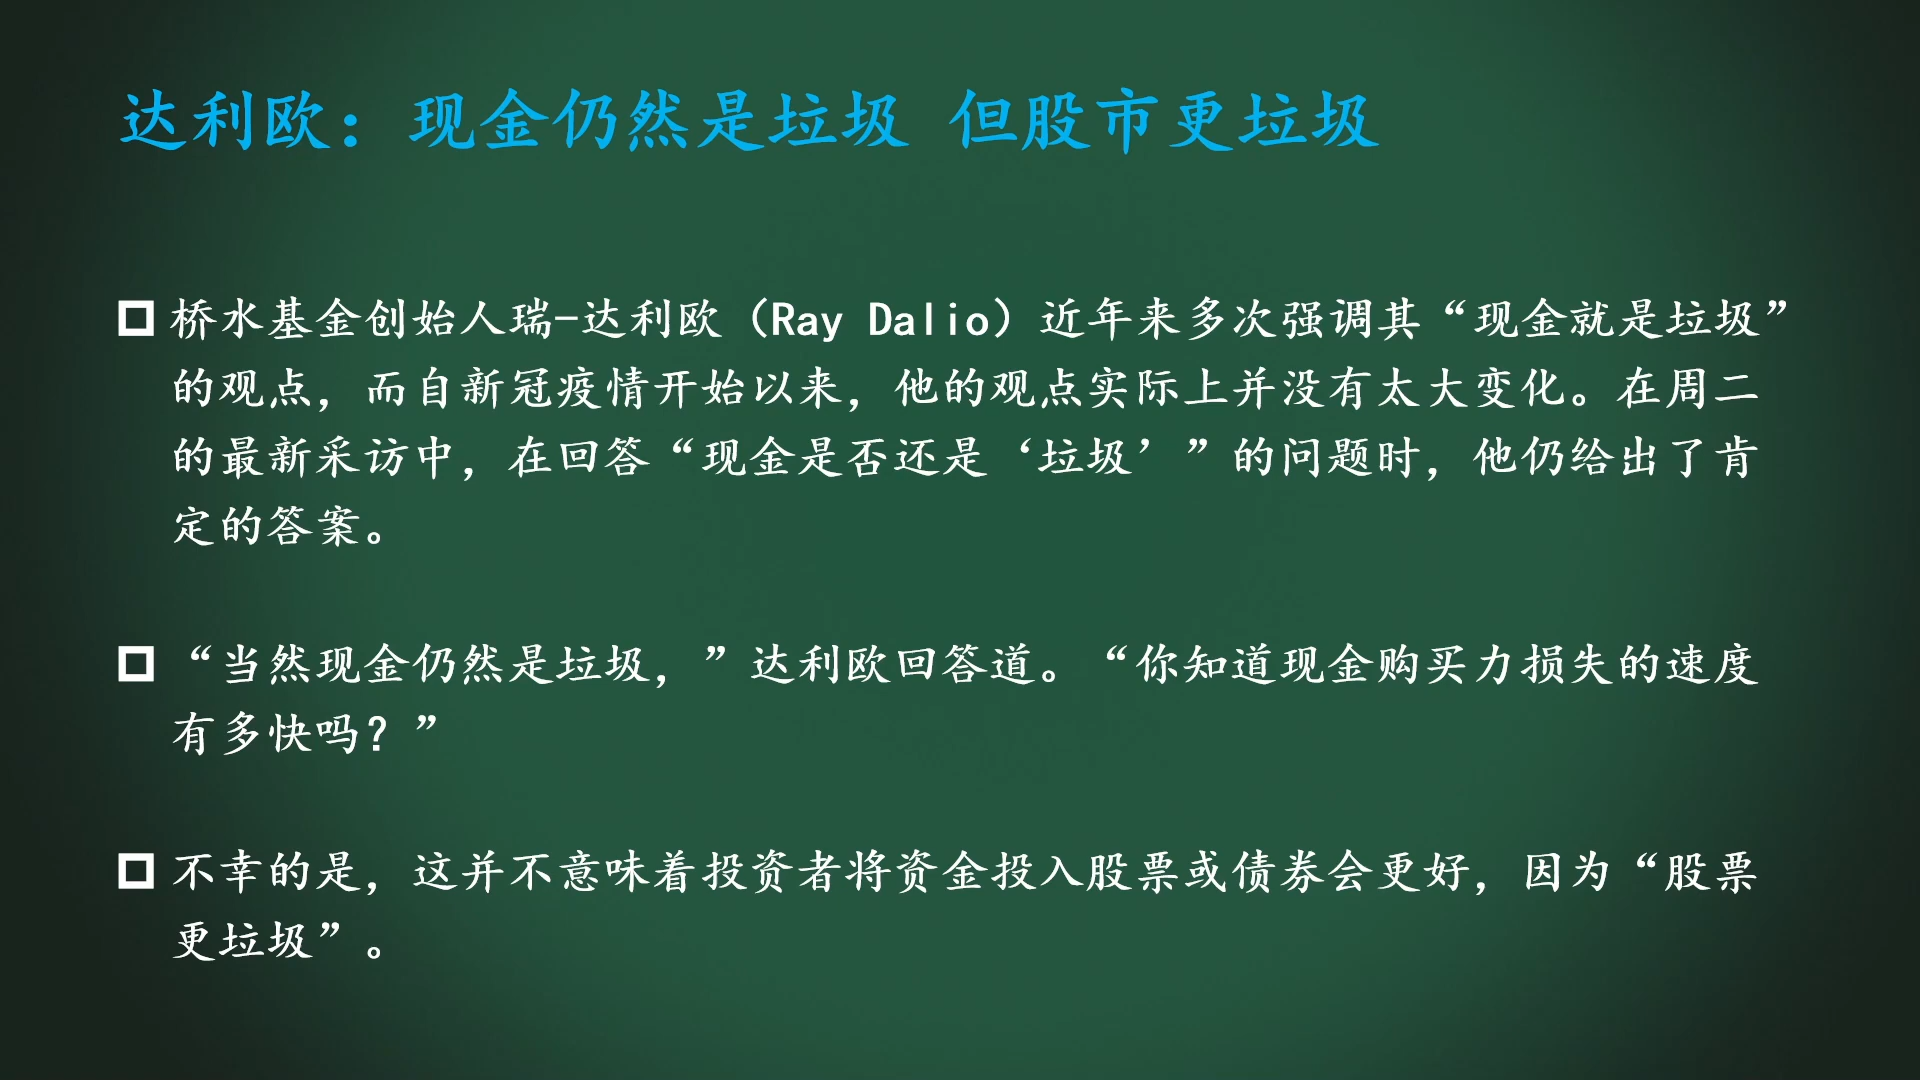 达利欧：现金仍然是垃圾 但股市更垃圾
桥水基金创始人瑞-达利欧（Ray Dalio）近年来多次强调其“现金就是垃圾”
的观点，而自新冠疫情开始以来，他的观点实际上并没有太大变化。在周二
的最新采访中，在回答“现金是否还是‘垃圾’”的问题时，他仍给出了肯
定的答案。
“当然现金仍然是垃圾，”达利欧回答道。“你知道现金购买力损失的速度
有多快吗？”
不幸的是，这并不意味着投资者将资金投入股票或债券会更好，因为“股票
更垃圾”。